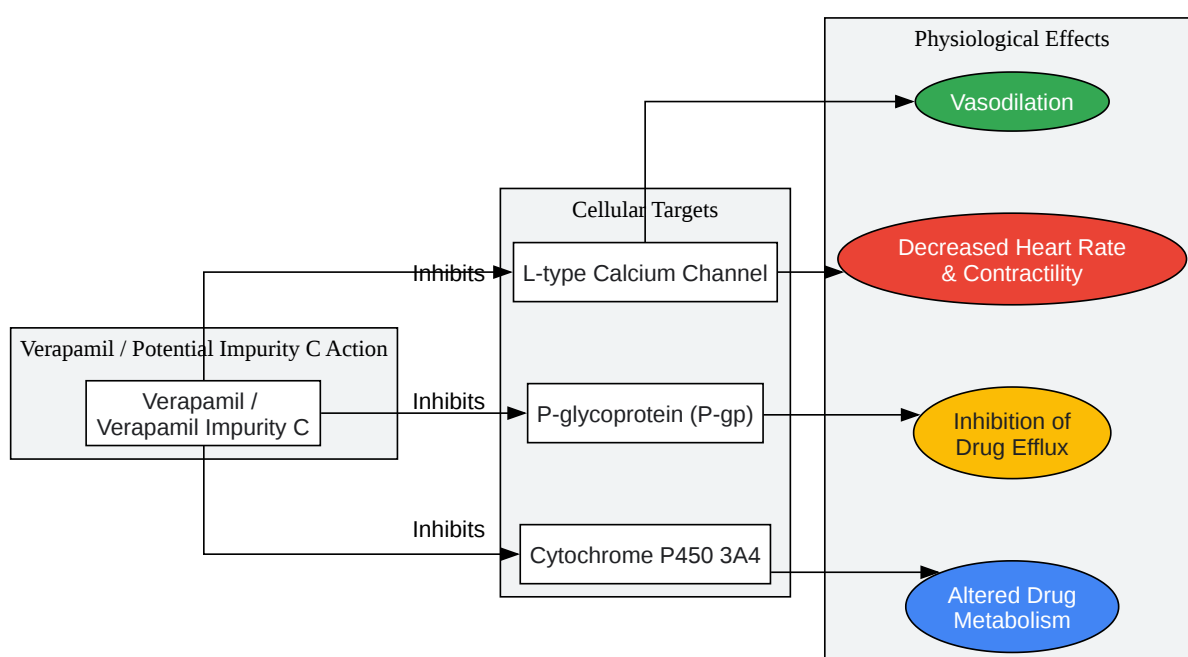 Physiological Effects
Vasodilation
Cellular Targets
Decreased Heart Rate
& Contractility
Inhibits
L-type Calcium Channel
Verapamil / Potential Impurity C Action
Verapamil /
Verapamil Impurity C
Inhibits
P-glycoprotein (P-gp)
Inhibition of
Drug Efflux
Inhibits
Cytochrome P450 3A4
Altered Drug
Metabolism